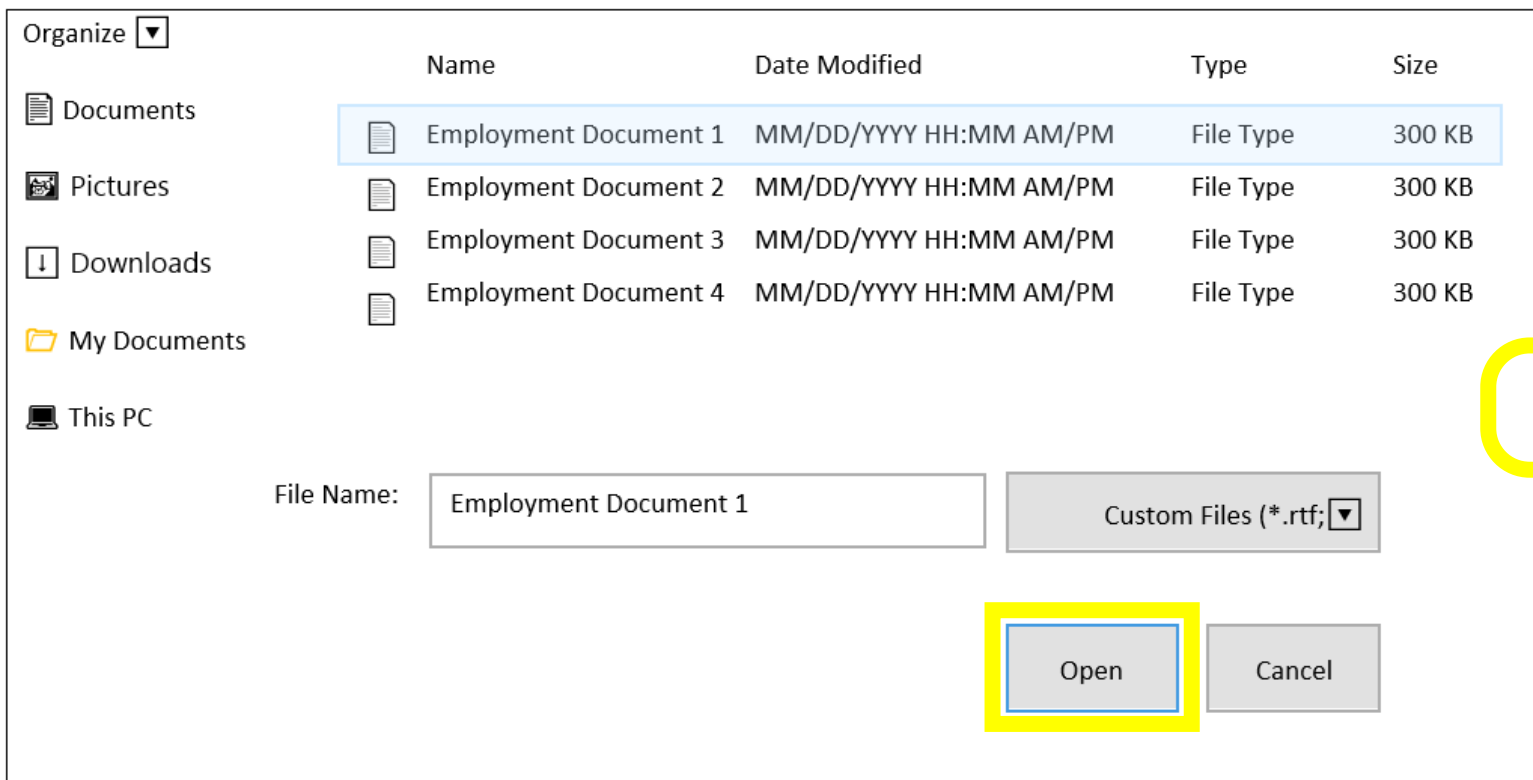 Organize
Name Date Modified Type Size
Documents
Employment Document 1 MM/DD/YYYY HH:MM AM/PM File Type 300 KB
Pictures
Employment Document 2 MM/DD/YYYY HH:MM AM/PM File Type 300 KB
Employment Document 3 MM/DD/YYYY HH:MM AM/PM File Type 300 KB
Downloads
Employment Document 4 MM/DD/YYYY HH:MM AM/PM File Type 300 KB
My Documents
This PC
File Name: Employment Document 1 Custom Files (*.rtf;
Open Cancel